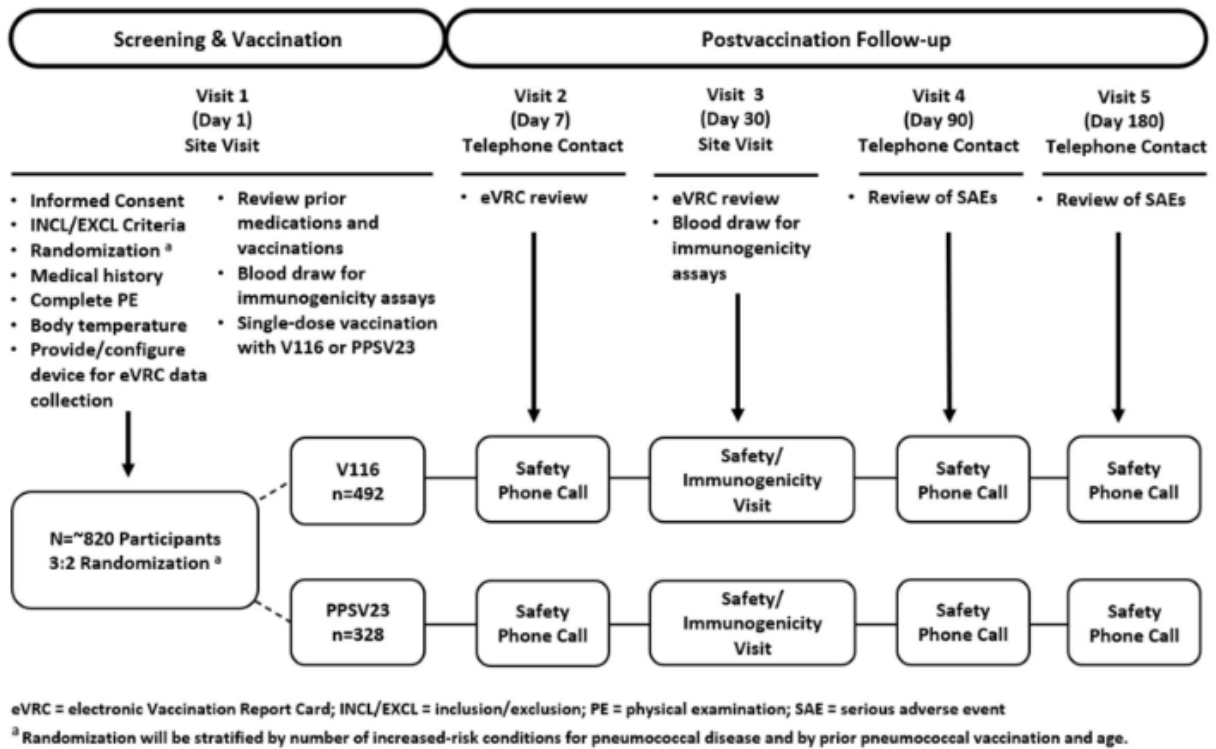 Screening & Vaccination
Postvaccination Follow-up
Visit 1
(Day 1)
Site Visit
Visit 2
(Day 7)
Telephone Contact
Visit 3
(Day 30)
Site Visit
Visit 4
(Day 90)
Telephone Contact
Visit 5
(Day 180)
Telephone Contact
• Informed Consent
• INCL/EXCL Criteria
• Randomization ᵃ
• Medical history
• Complete PE
• Body temperature
• Provide/configure
device for eVRC data
collection
• Review prior
medications and
vaccinations
• Blood draw for
immunogenicity assays
• Single-dose vaccination
with V116 or PPSV23
• eVRC review
• eVRC review
• Blood draw for
immunogenicity
assays
• Review of SAEs
• Review of SAEs
N=~820 Participants
3:2 Randomization ᵃ
V116
n=492
Safety
Phone Call
Safety/
Immunogenicity
Visit
Safety
Phone Call
Safety
Phone Call
PPSV23
n=328
Safety
Phone Call
Safety/
Immunogenicity
Visit
Safety
Phone Call
Safety
Phone Call
eVRC = electronic Vaccination Report Card; INCL/EXCL = inclusion/exclusion; PE = physical examination; SAE = serious adverse event
ᵃ Randomization will be stratified by number of increased-risk conditions for pneumococcal disease and by prior pneumococcal vaccination and age.